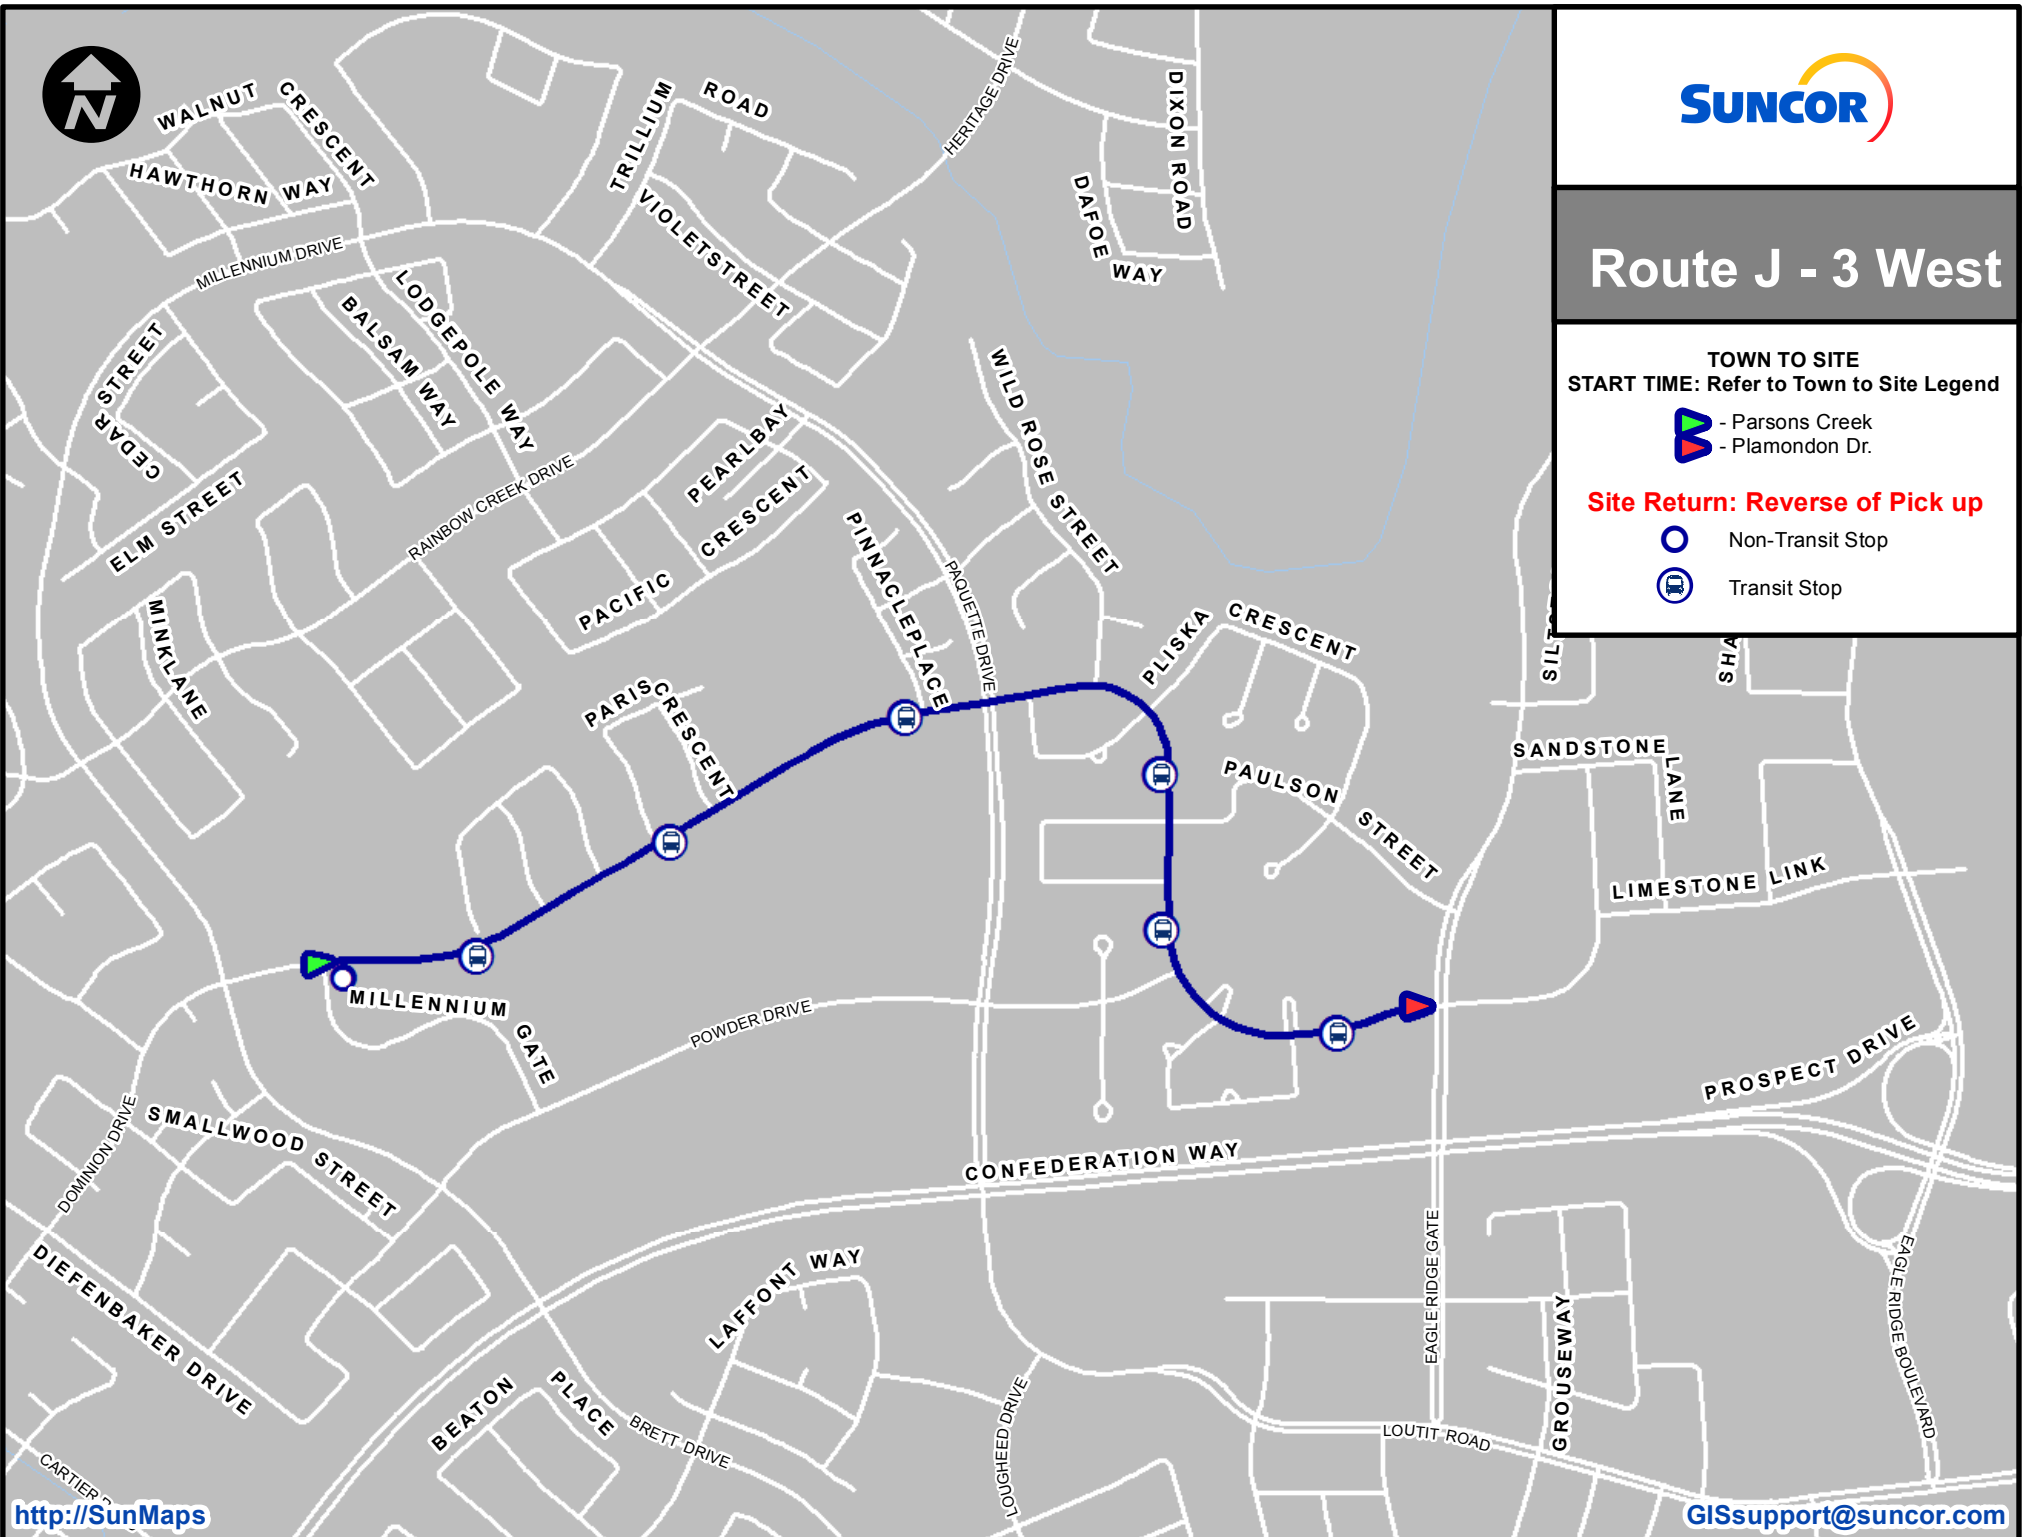 N
SUNCOR
Route J - 3 West
TOWN TO SITE
START TIME: Refer to Town to Site Legend
- Parsons Creek
- Plamondon Dr.
Site Return: Reverse of Pick up
Non-Transit Stop
Transit Stop
WALNUT CRESCENT
HAWTHORN WAY
MILLENNIUM DRIVE
TRILLIUM ROAD
VIOLETSTREET
HERITAGE DRIVE
DIXON ROAD
DAFOE WAY
CEDAR STREET
BALSAM WAY
LODGEPOLE WAY
ELM STREET
RAINBOW CREEK DRIVE
PEARLBAY
PACIFIC CRESCENT
PINNACLEPLACE
PAQUETTE DRIVE
WILD ROSE STREET
MINKLANE
PARIS CRESCENT
PLISKA CRESCENT
PAULSON STREET
SANDSTONE LANE
LIMESTONE LINK
MILLENNIUM GATE
POWDER DRIVE
PROSPECT DRIVE
DOMINION DRIVE
SMALLWOOD STREET
CONFEDERATION WAY
DIEFENBAKER DRIVE
LAFFONT WAY
EAGLE RIDGE GATE
EAGLE RIDGE BOULEVARD
GROUSEWAY
BEATON PLACE
BRETT DRIVE
LOUGHEED DRIVE
LOUTIT ROAD
CARTIER
http://SunMaps
GISsupport@suncor.com